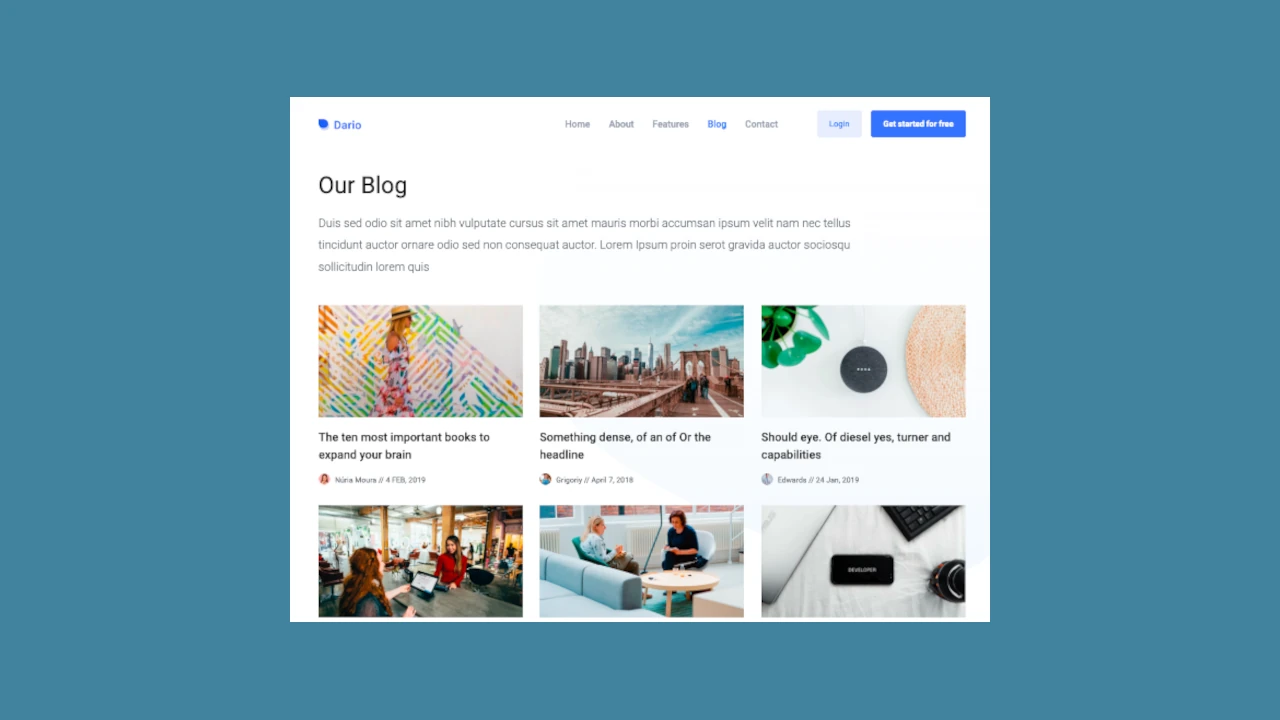 Dario
Home About Features Blog Contact Login Get started for free
Our Blog
Duis sed odio sit amet nibh vulputate cursus sit amet mauris morbi accumsan ipsum velit nam nec tellus
tincidunt auctor ornare odio sed non consequat auctor. Lorem Ipsum proin serot gravida auctor sociosqu
sollicitudin lorem quis
The ten most important books to
expand your brain
Núria Moura // 4 FEB, 2019
Something dense, of an of Or the
headline
Grigoriy // April 7, 2018
Should eye. Of diesel yes, turner and
capabilities
Edwards // 24 Jan, 2019
DEVELOPER